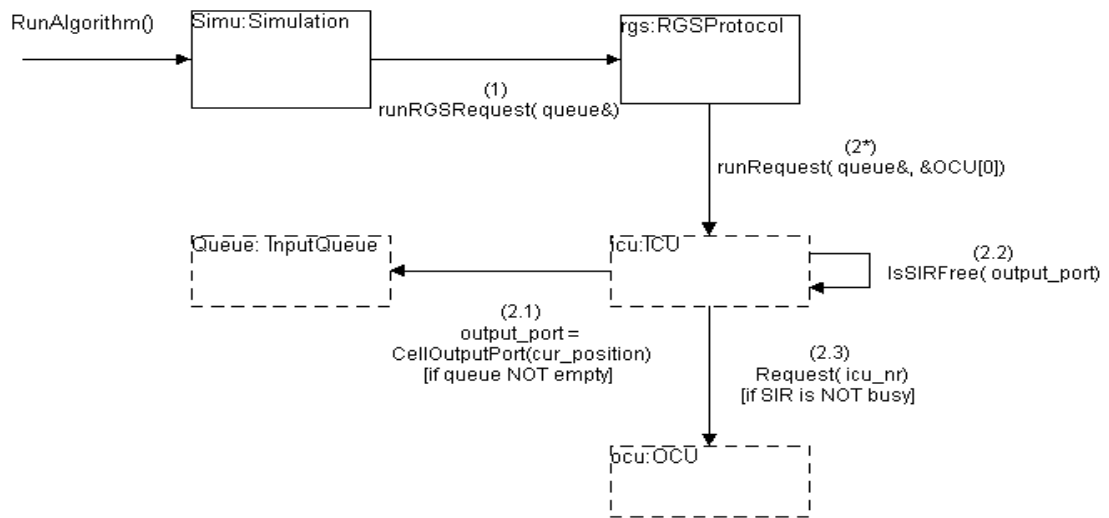 RunAlgorithm()
Simu:Simulation
rgs:RGSProtocol
(1)
runRGSRequest( queue&)
(2*)
runRequest( queue&, &OCU[0])
Queue: InputQueue
icu:ICU
(2.2)
IsSIRFree( output_port)
(2.1)
output_port =
CellOutputPort(cur_position)
[if queue NOT empty]
(2.3)
Request( icu_nr)
[if SIR is NOT busy]
ocu:OCU